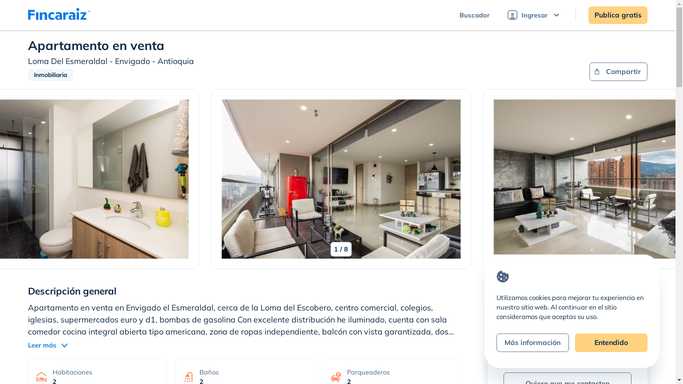 Fincaraiz
Buscador
Ingresar
Publica gratis
Apartamento en venta
Loma Del Esmeraldal - Envigado - Antioquia
Inmobiliaria
Compartir
1 / 8
Descripción general
Apartamento en venta en Envigado el Esmeraldal, cerca de la Loma del Escobero, centro comercial, colegios,
iglesias, supermercados euro y d1, bombas de gasolina Con excelente distribución he iluminado, cuenta con sala
comedor cocina integral abierta tipo americana, zona de ropas independiente, balcón con vista garantizada, dos...
Leer más
Habitaciones
2
Baños
2
Parqueaderos
2
Utilizamos cookies para mejorar tu experiencia en
nuestro sitio web. Al continuar en el sitio
consideramos que aceptas su uso.
Más información
Entendido
Quiero que me contacten